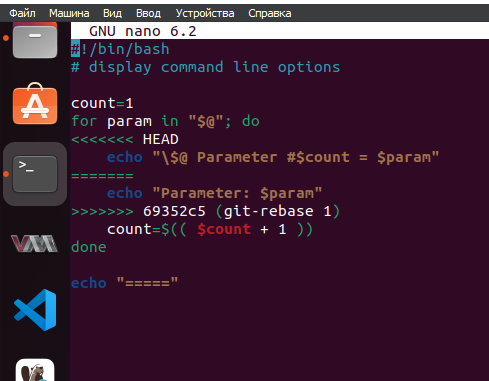 Файл Машина Вид Ввод Устройства Справка
GNU nano 6.2
#!/bin/bash
# display command line options
count=1
for param in "$@"; do
<<<<<<< HEAD
    echo "\$@ Parameter #$count = $param"
=======
    echo "Parameter: $param"
>>>>>>> 69352c5 (git-rebase 1)
    count=$(( $count + 1 ))
done
echo "====="
>_